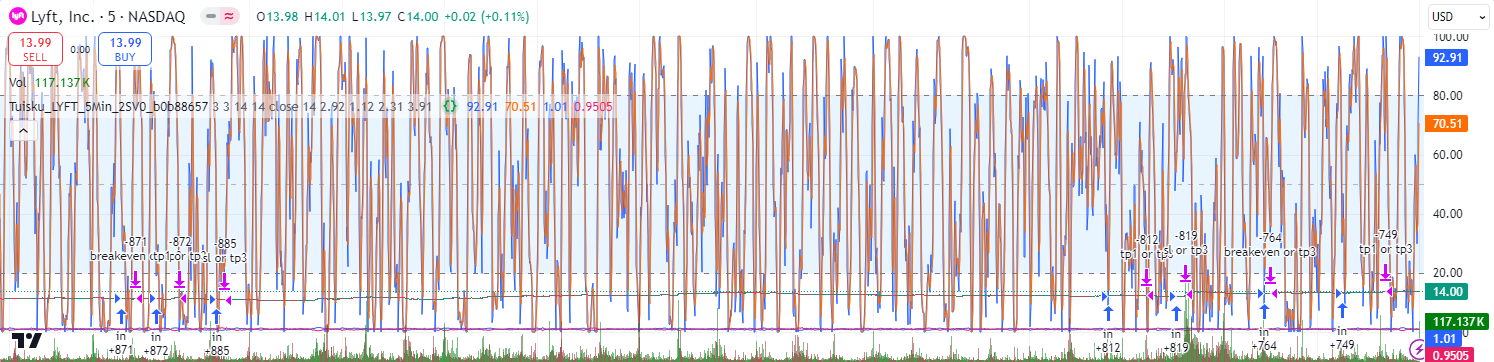 Lyft, Inc. · 5 · NASDAQ O13.98 H14.01 L13.97 C14.00 +0.02 (+0.11%)
USD
13.99
SELL
0.00
13.99
BUY
Vol 117.137K
Tuisku_LYFT_5Min_2SV0_b0b88657 3 3 14 14 close 14 2.92 1.12 2.31 3.91 92.91 70.51 1.01 0.9505
100.00
92.91
80.00
70.51
60.00
40.00
20.00
14.00
117.137K
1.01
0.9505
-871
-872
-885
breakeven
sl or tp3
-812
-819
-764
-749
tp1 or
or tp3
breakeven or tp3
tp1 or tp3
in
+871
in
+872
in
+885
in
+812
in
+819
in
+764
in
+749